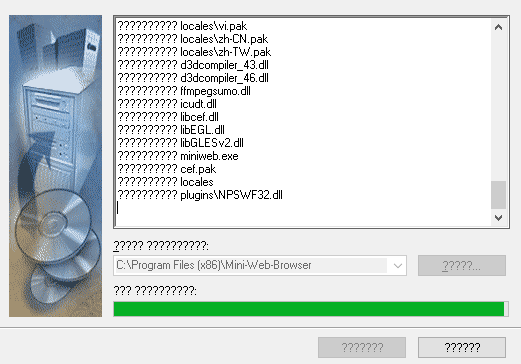 ?????????? locales\vi.pak
?????????? locales\zh-CN.pak
?????????? locales\zh-TW.pak
?????????? d3dcompiler_43.dll
?????????? d3dcompiler_46.dll
?????????? ffmpegsumo.dll
?????????? icudt.dll
?????????? libcef.dll
?????????? libEGL.dll
?????????? libGLESv2.dll
?????????? miniweb.exe
?????????? cef.pak
?????????? locales
?????????? plugins\NPSWF32.dll
????? ??????????:
C:\Program Files (x86)\Mini-Web-Browser
?????...
??? ??????????:
???????
??????